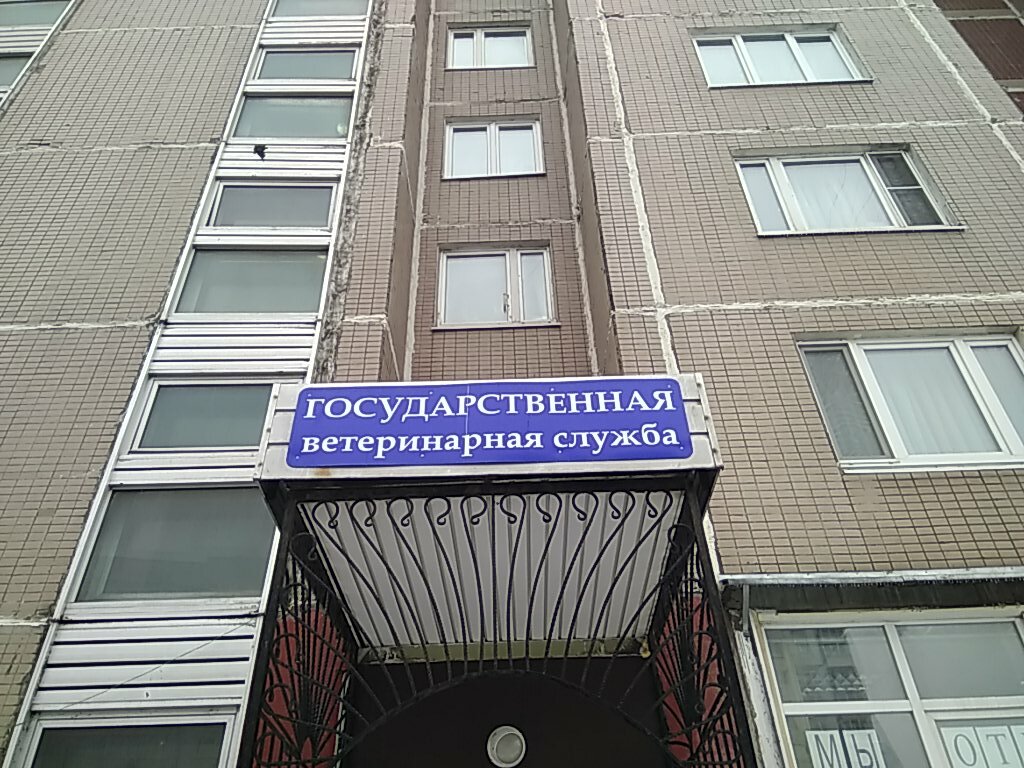 ГОСУДАРСТВЕННАЯ
ветеринарная служба
МЫ